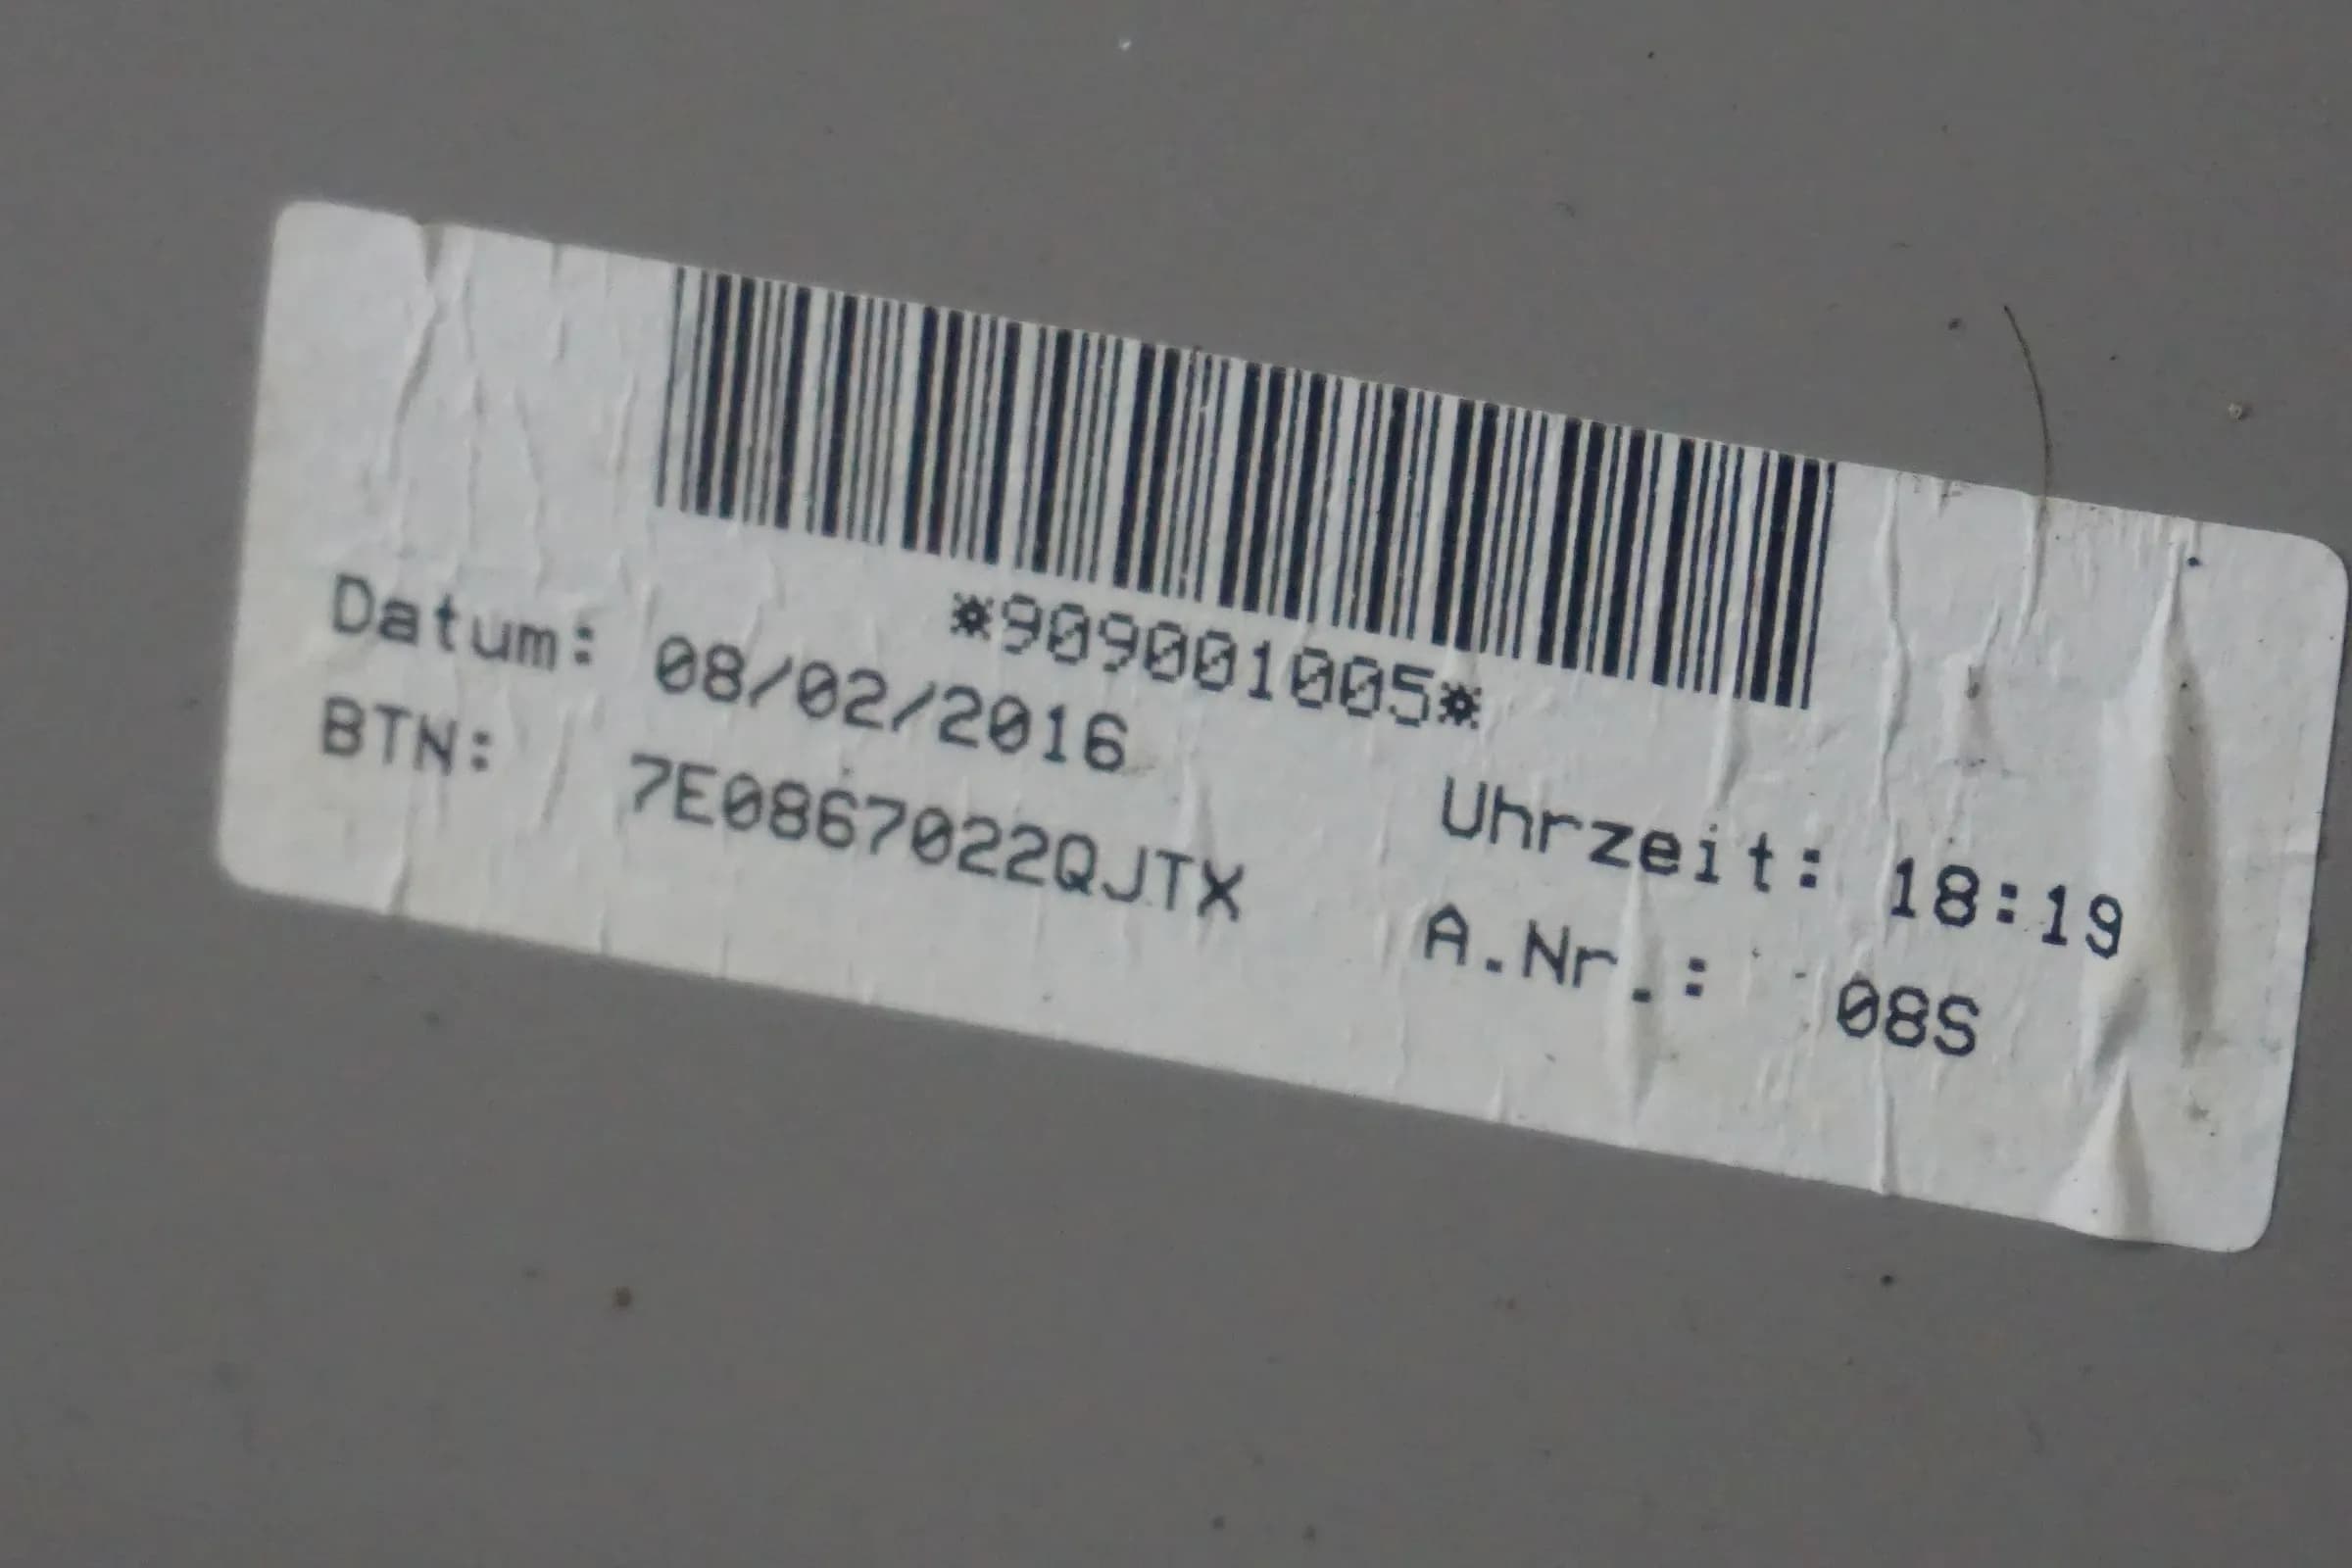 *909001005*
Datum: 08/02/2016 Uhrzeit: 18:19
BTN: 7E0867022QJTX A.Nr.: 08S